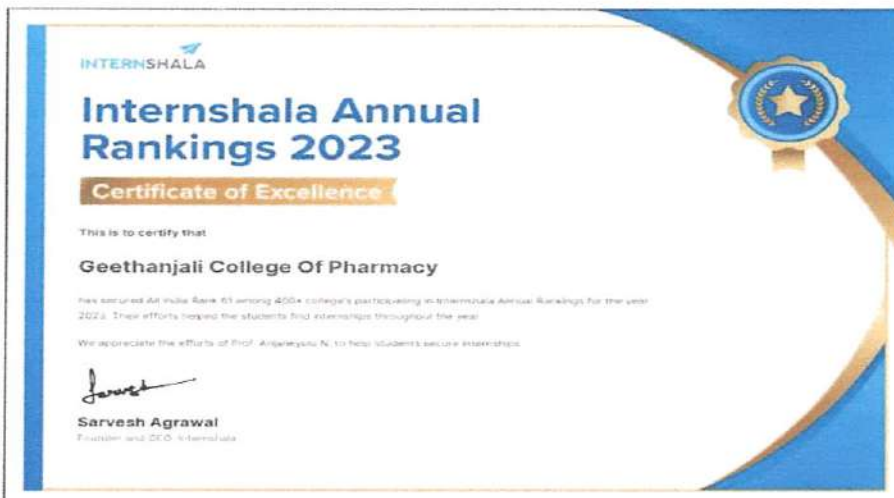 INTERNSHALA
Internshala Annual
Rankings 2023
Certificate of Excellence
This is to certify that
Geethanjali College Of Pharmacy
has secured All India Rank 61 among 400+ college's participating in Internshala Annual Rankings for the year
2023. Their efforts helped the students find internships throughout the year.
We appreciate the efforts of Prof. Anjaneyulu N. to help students secure internships
Sarvesh Agrawal
Founder and CEO, Internshala